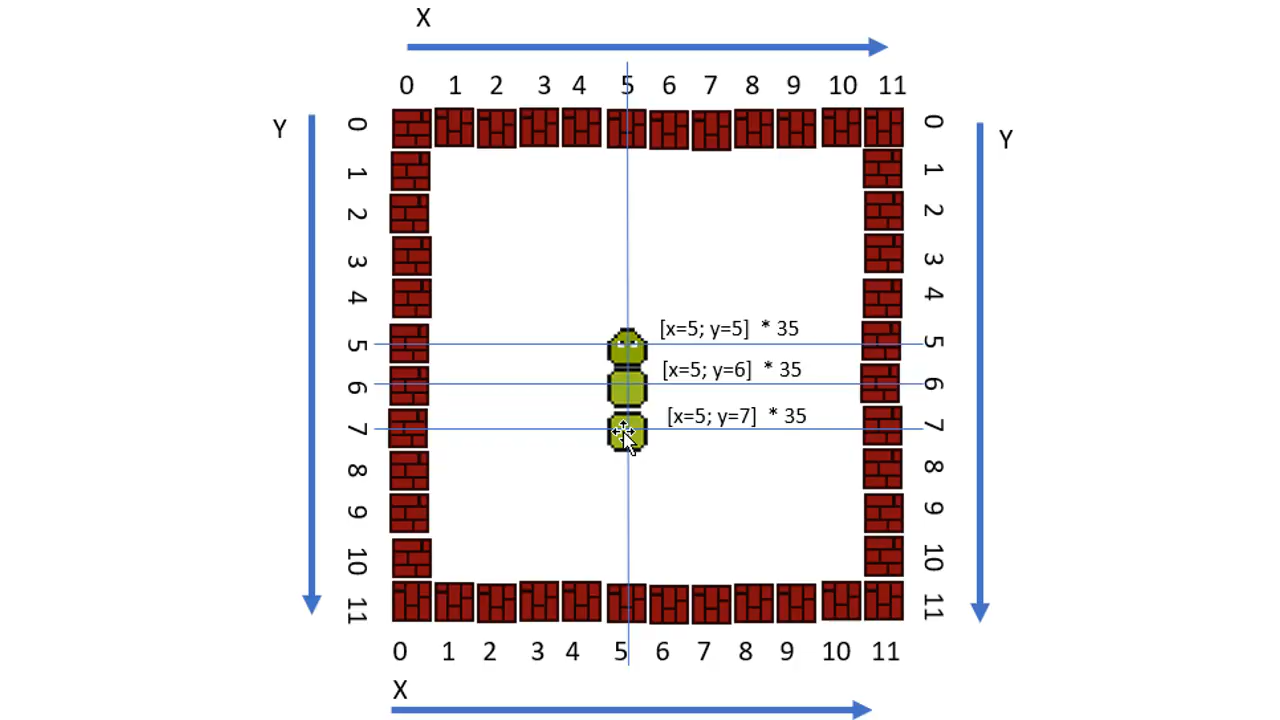 X
0 1 2 3 4 5 6 7 8 9 10 11
Y
Y
0 0
1 1
2 2
3 3
4 4
[x=5; y=5] * 35
5 5
[x=5; y=6] * 35
6 6
[x=5; y=7] * 35
7 7
8 8
9 9
10 10
11 11
0 1 2 3 4 5 6 7 8 9 10 11
X